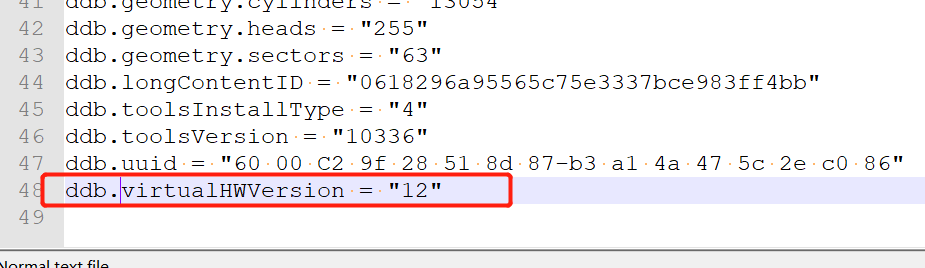 41 ddb.geometry.cylinders = "13054"
42 ddb.geometry.heads = "255"
43 ddb.geometry.sectors = "63"
44 ddb.longContentID = "0618296a95565c75e3337bce983ff4bb"
45 ddb.toolsInstallType = "4"
46 ddb.toolsVersion = "10336"
47 ddb.uuid = "60 00 C2 9f 28 51 8d 87-b3 a1 4a 47 5c 2e c0 86"
48 ddb.virtualHWVersion = "12"
49
Normal text file